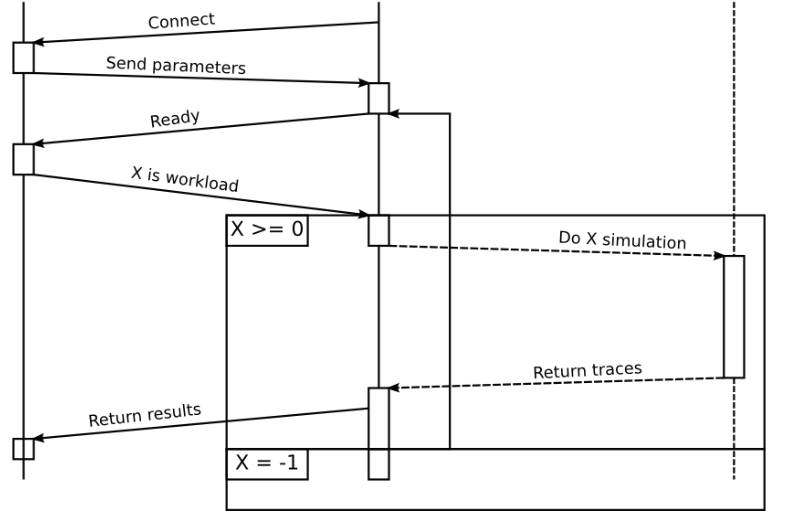 Connect
Send parameters
Ready
X is workload
X >= 0
Do X simulation
Return traces
Return results
X = -1